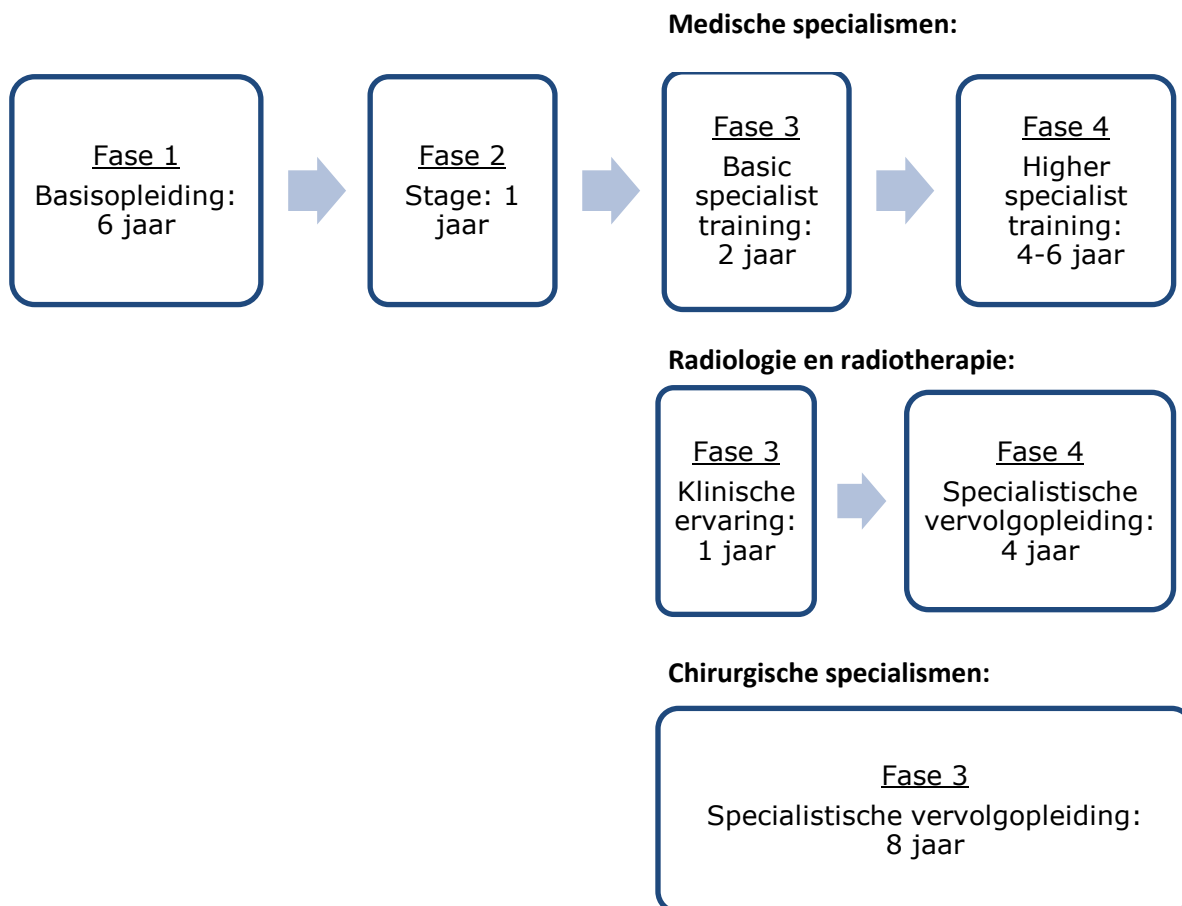 Medische specialismen:
Fase 1
Basisopleiding:
6 jaar
Fase 2
Stage: 1
jaar
Fase 3
Basic
specialist
training:
2 jaar
Fase 4
Higher
specialist
training:
4-6 jaar
Radiologie en radiotherapie:
Fase 3
Klinische
ervaring:
1 jaar
Fase 4
Specialistische
vervolgopleiding:
4 jaar
Chirurgische specialismen:
Fase 3
Specialistische vervolgopleiding:
8 jaar